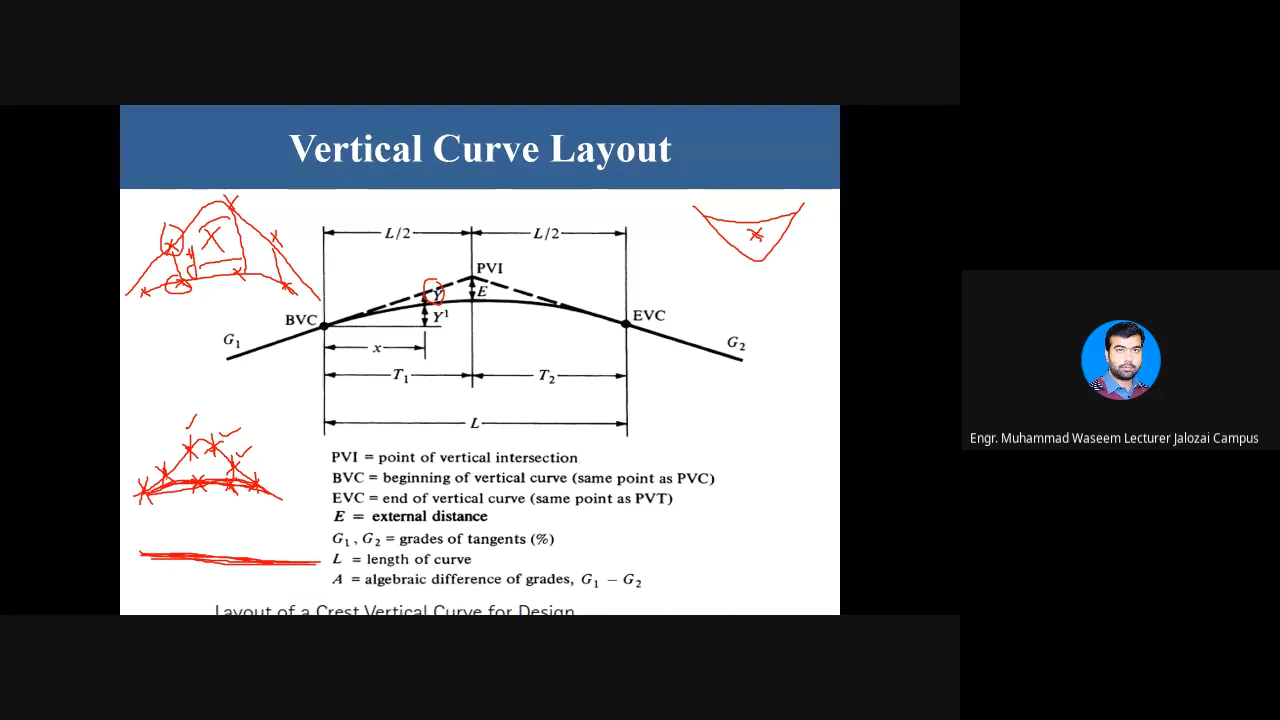 Vertical Curve Layout
L/2
L/2
PVI
Y
E
BVC
Y¹
EVC
G₁
G₂
x
T₁
T₂
L
PVI = point of vertical intersection
BVC = beginning of vertical curve (same point as PVC)
EVC = end of vertical curve (same point as PVT)
E = external distance
G₁, G₂ = grades of tangents (%)
L = length of curve
A = algebraic difference of grades, G₁ − G₂
Layout of a Crest Vertical Curve for Design
Engr. Muhammad Waseem Lecturer Jalozai Campus